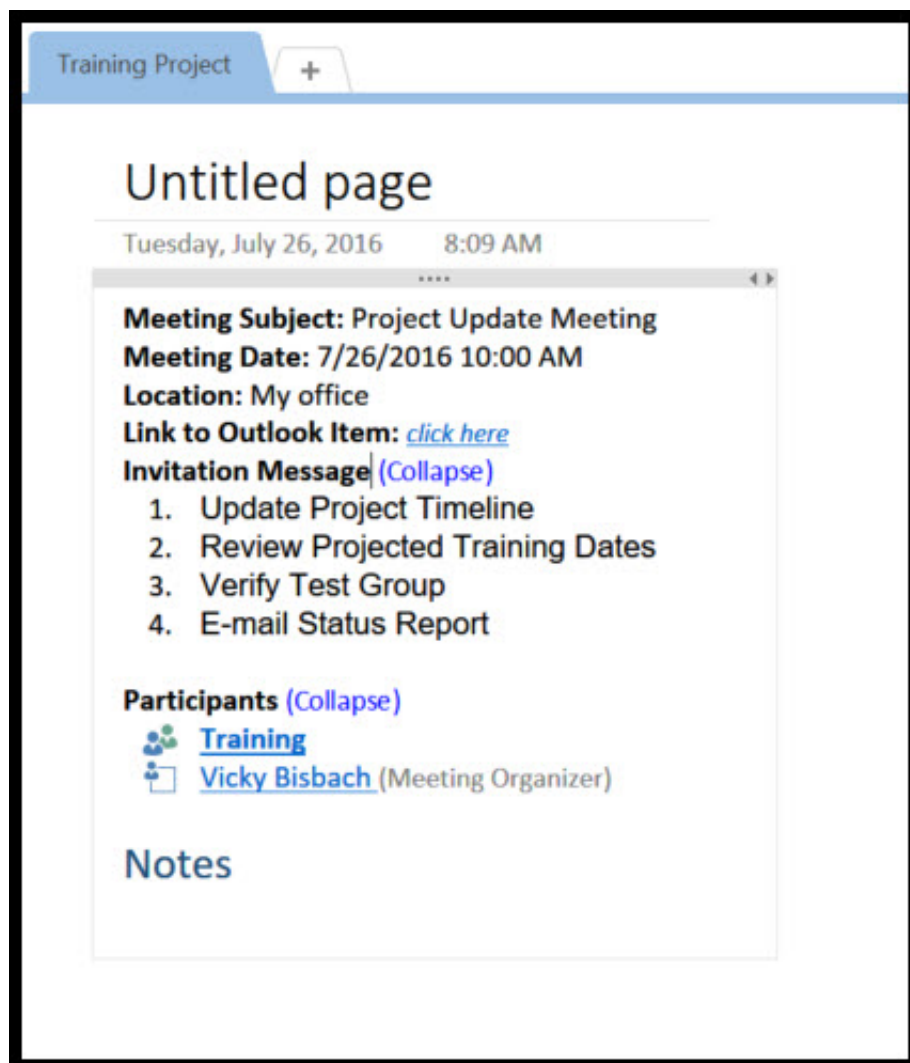 Training Project +
Untitled page
Tuesday, July 26, 2016 8:09 AM
Meeting Subject: Project Update Meeting
Meeting Date: 7/26/2016 10:00 AM
Location: My office
Link to Outlook Item: click here
Invitation Message (Collapse)
1. Update Project Timeline
2. Review Projected Training Dates
3. Verify Test Group
4. E-mail Status Report
Participants (Collapse)
Training
Vicky Bisbach (Meeting Organizer)
Notes